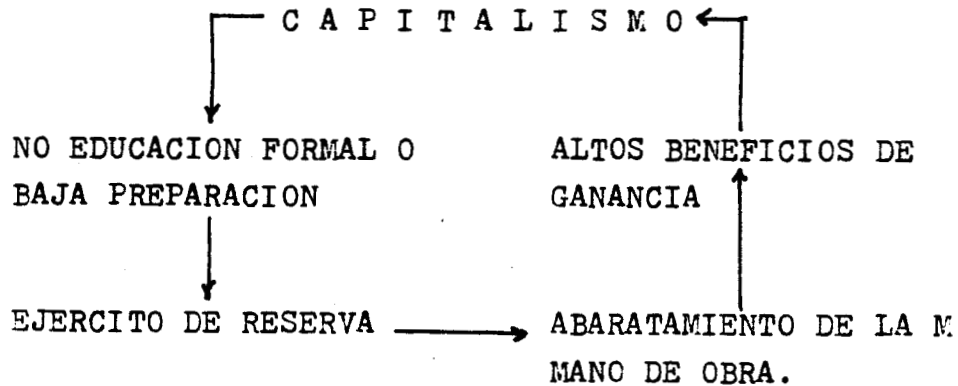 C A P I T A L I S M O
NO EDUCACION FORMAL O
BAJA PREPARACION
ALTOS BENEFICIOS DE
GANANCIA
EJERCITO DE RESERVA
ABARATAMIENTO DE LA M
MANO DE OBRA.